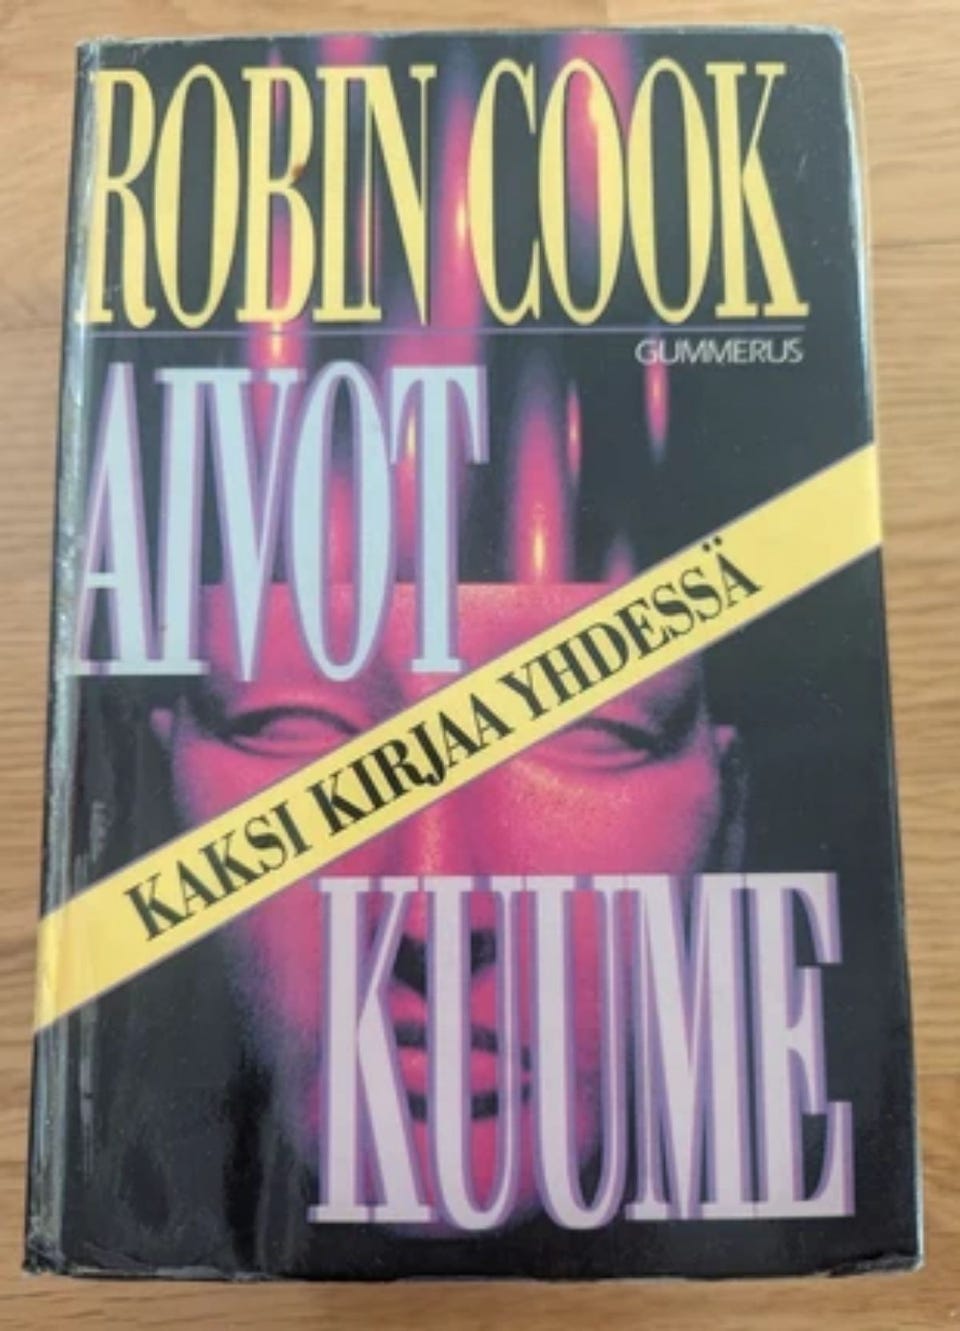 ROBIN COOK
GUMMERUS
AIVOT
KAKSI KIRJAA YHDESSÄ
KUUME